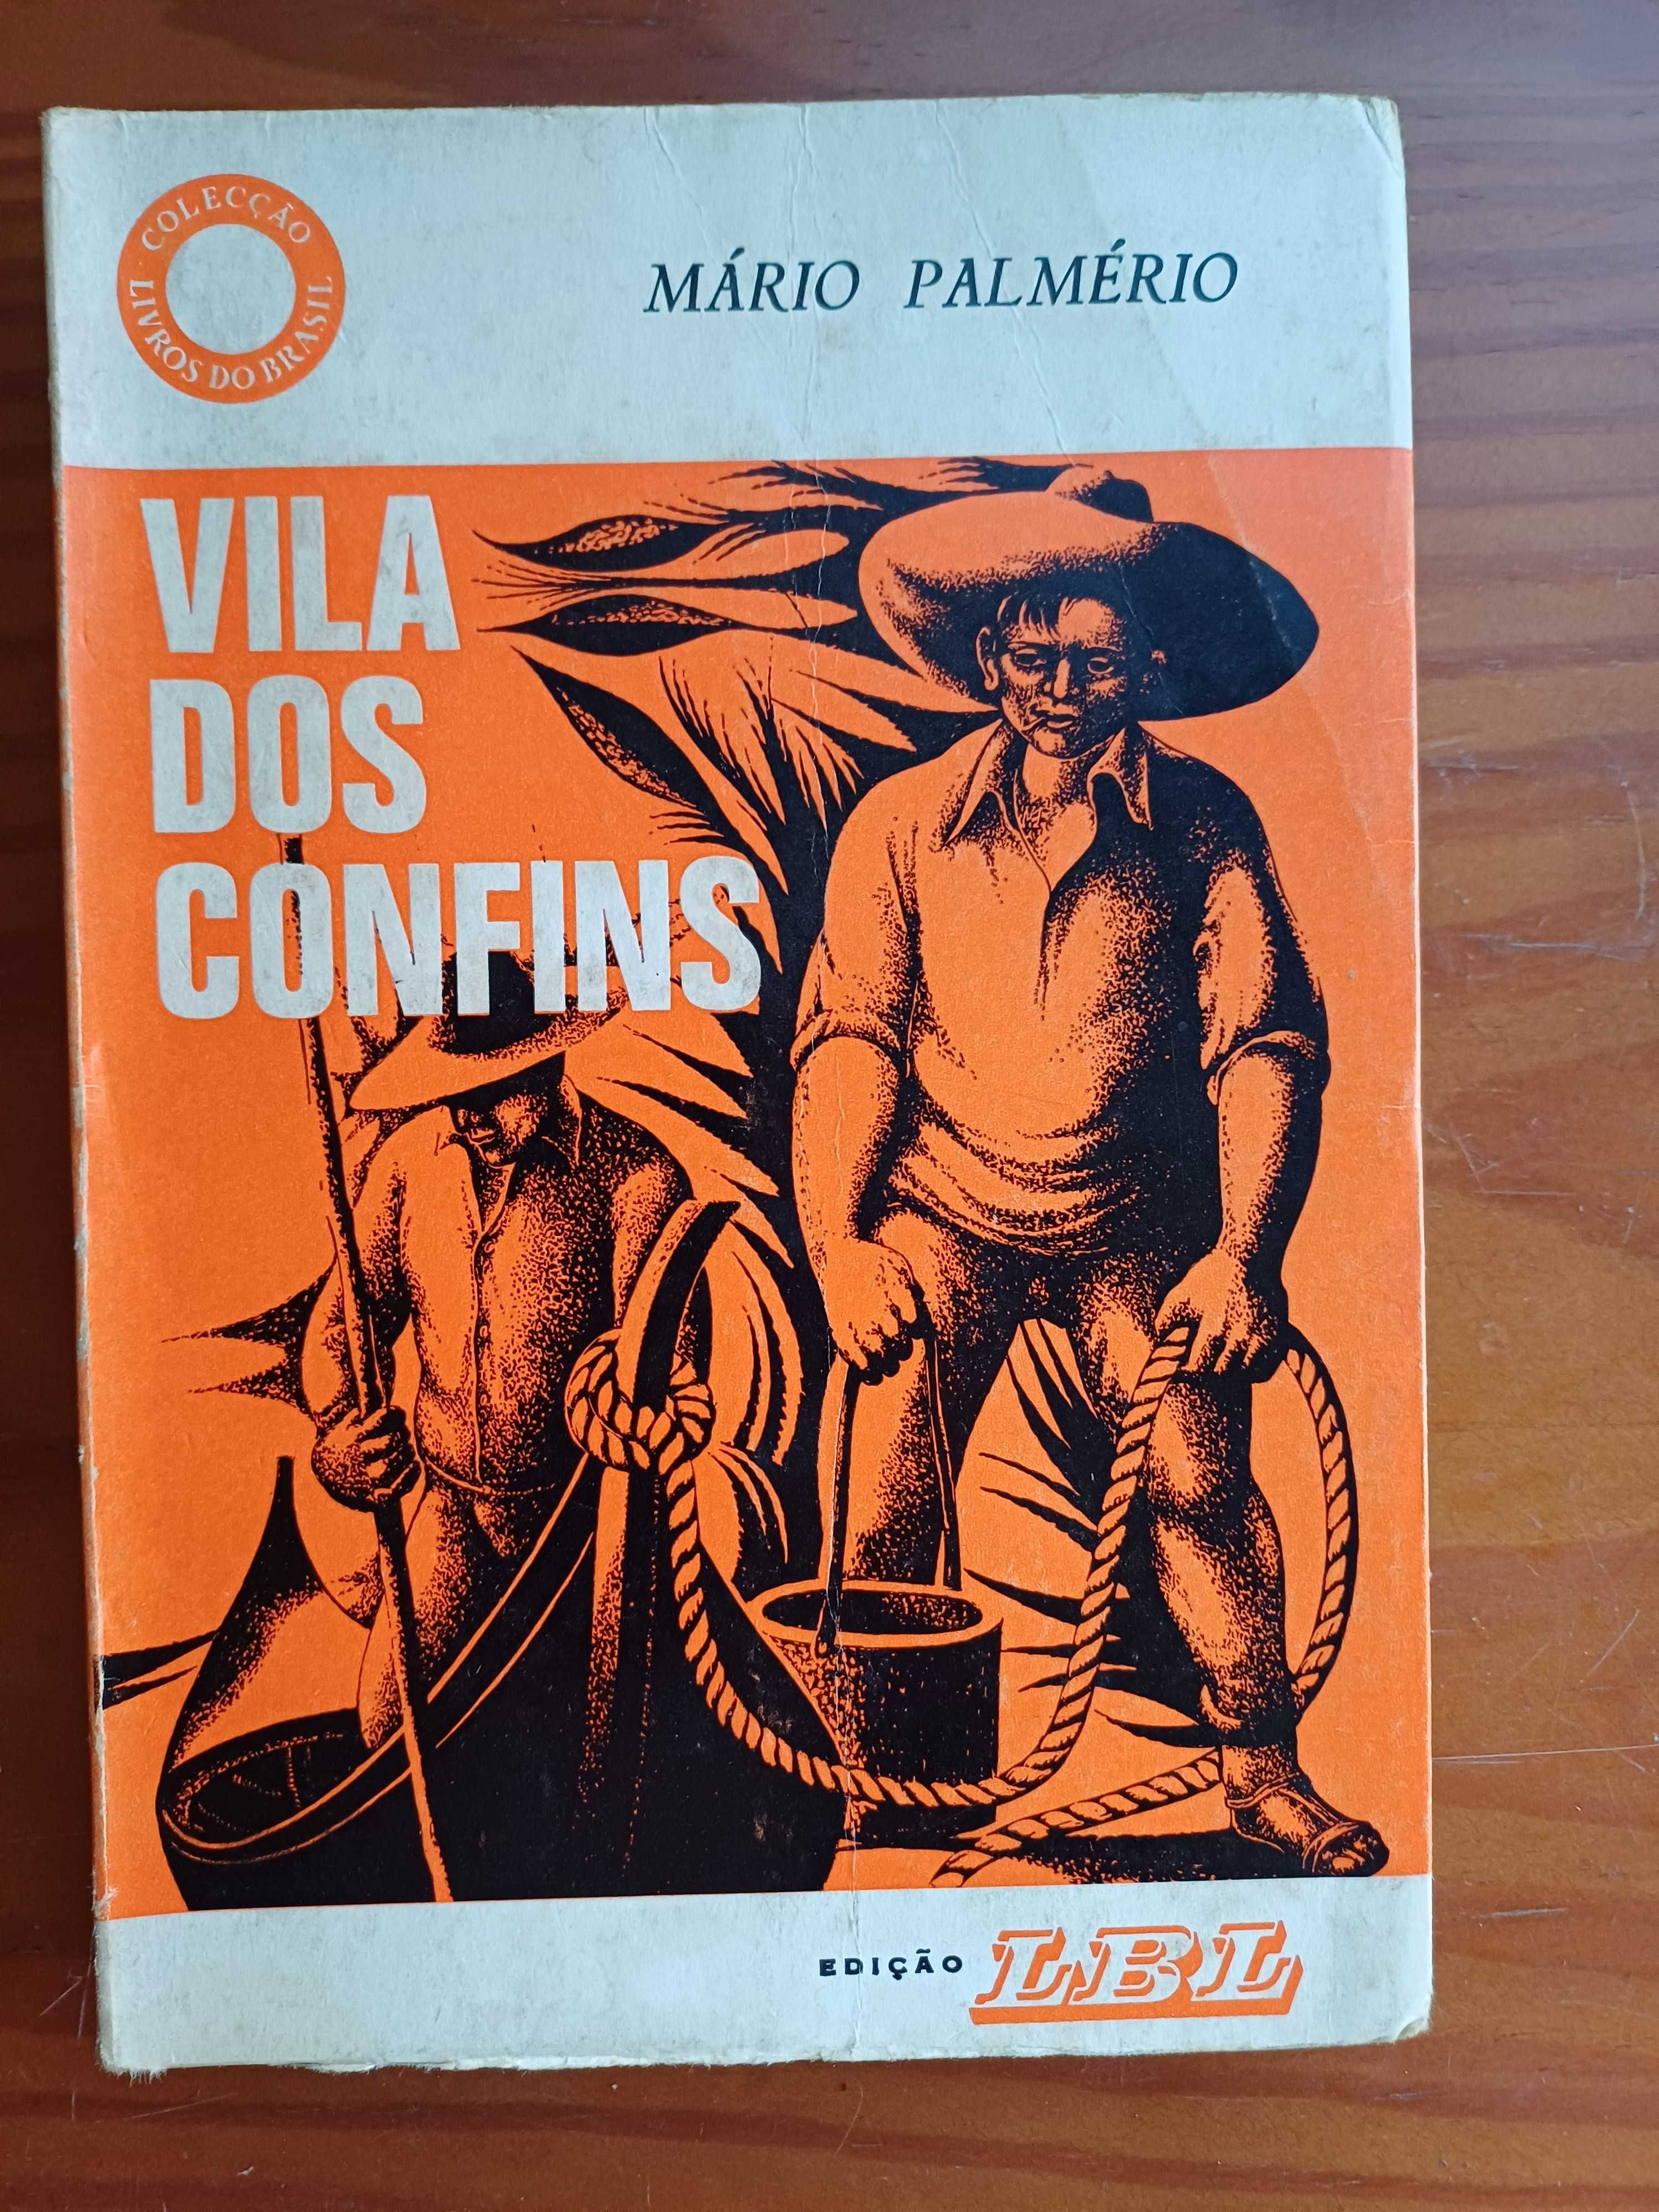 COLECÇÃO
LIVROS DO BRASIL
MÁRIO PALMÉRIO
VILA
DOS
CONFINS
EDIÇÃO LBL